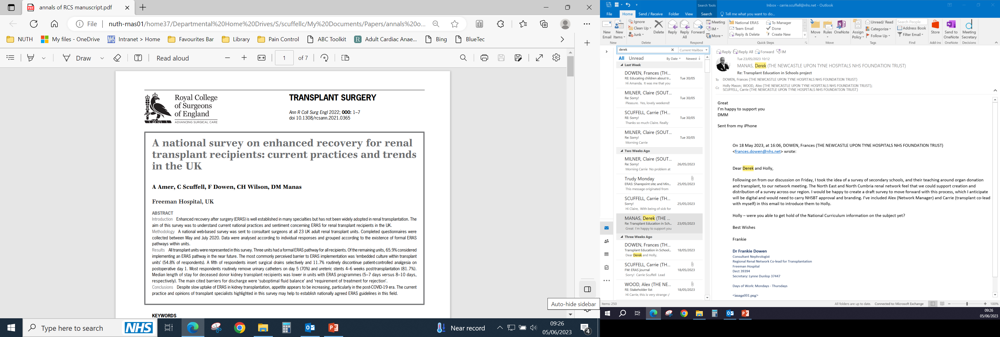 annals of RCS manuscript.pdf
File | nuth-rnas01/home37/Departmental%20Home%20Drives/S/scuffellc/My%20Documents/Papers/annals%20o...
NUTH My files - OneDrive Intranet > Home Favourites Bar Library Pain Control ABC Toolkit Adult Cardiac Anae... Bing BlueTec
Draw Read aloud 1 of 7
Royal College
of Surgeons
of England
ADVANCING SURGICAL CARE
TRANSPLANT SURGERY
Ann R Coll Surg Engl 2022; 000: 1–7
doi 10.1308/rcsann.2021.0365
A national survey on enhanced recovery for renal
transplant recipients: current practices and trends
in the UK
A Amer, C Scuffell, F Dowen, CH Wilson, DM Manas
Freeman Hospital, UK
ABSTRACT
Introduction Enhanced recovery after surgery (ERAS) is well established in many specialties but has not been widely adopted in renal transplantation. The
aim of this survey was to understand current national practices and sentiment concerning ERAS for renal transplant recipients in the UK.
Methodology A national web-based survey was sent to consultant surgeons at all 23 UK adult renal transplant units. Completed questionnaires were
collected between May and July 2020. Data were analysed according to individual responses and grouped according to the existence of formal ERAS
pathways within units.
Results All transplant units were represented in this survey. Three units had a formal ERAS pathway for all recipients. Of the remaining units, 65.9% considered
implementing an ERAS pathway in the near future. The most commonly perceived barrier to ERAS implementation was ‘embedded culture within transplant
units’ (54.8% of respondents). A fifth of respondents insert surgical drains selectively and 11.7% routinely discontinue patient-controlled analgesia on
postoperative day 1. Most respondents routinely remove urinary catheters on day 5 (70%) and ureteric stents 4–6 weeks post-transplantation (81.7%).
Median length of stay for deceased donor kidney transplant recipients was lower in units with ERAS programmes (5–7 days versus 8–10 days,
respectively). The main cited barriers for discharge were ‘suboptimal fluid balance’ and ‘requirement of treatment for rejection’.
Conclusions Despite slow uptake of ERAS in kidney transplantation, appetite appears to be increasing, particularly in the post-COVID-19 era. The current
practice and opinions of transplant specialists highlighted in this survey may help to establish nationally agreed ERAS guidelines in this field.
KEYWORDS
Auto-hide sidebar
Type here to search NHS
Near record
09:26
05/06/2023
4
Search Tools
Inbox - carrie.scuffell@nhs.net - Outlook
File Home Send / Receive Folder View Search Tell me what you want to do...
New
Email
New
Items
New
Ignore
Clean Up
Junk
Delete
Delete
Reply
Reply
All
Forward
Meeting
IM
More
Respond
National ERAS
Team Email
Reply & Delete
To Manager
Done
Create New
Quick Steps
Move
Rules
OneNote
Move
Assign
Policy
Unread/ Read
Categorize
Follow Up
Tags
Search People
Address Book
Filter Email
Find
Store
Add-ins
Send to
OneNote
OneNote
Meeting
Secretary
Decisions
derek Current Mailbox
All Unread By Date Newest
Last Week
DOWEN, Frances (TH...
RE: Educating children about tr... Tue 30/05
Hi Amanda, It was me that you
MILNER, Claire (SOUT...
Re: Sorry! Tue 30/05
Pleasure. Yes, lovely weekend!
SCUFFELL, Carrie (TH...
RE: Sorry! Tue 30/05
Thanks so much Claire. Really
MILNER, Claire (SOUT...
Re: Sorry! Tue 30/05
Morning Carrie
Two Weeks Ago
MILNER, Claire (SOUT...
Re: Sorry! 26/05/2023
Morning Carrie No problem at
Trudy Monday
ERAS: Sharepoint site; and Min... 25/05/2023
This message originated from
SCUFFELL, Carrie (TH...
Sorry! 25/05/2023
Hi Claire, With being of sick for
MANAS, Derek (THE ...
Re: Transplant Education in Sch... 23/05/2023
Great I'm happy to support you
Three Weeks Ago
DOWEN, Frances (TH...
Transplant Education in School... 18/05/2023
Dear Derek and Holly,
SCUFFELL, Carrie (TH...
FW: ERAS journal 18/05/2023
Sorry! Carrie Scuffell Lead
WOOD, Alex (THE NE...
RE: Stakeholder list 18/05/2023
Hi Carrie, this is very strange :/
Reply Reply All Forward IM
Tue 23/05/2023 10:12
MANAS, Derek (THE NEWCASTLE UPON TYNE HOSPITALS NHS FOUNDATION TRUST)
Re: Transplant Education in Schools project
To DOWEN, Frances (THE NEWCASTLE UPON TYNE HOSPITALS NHS FOUNDATION TRUST)
Cc Holly Mason; WOOD, Alex (THE NEWCASTLE UPON TYNE HOSPITALS NHS FOUNDATION TRUST);
SCUFFELL, Carrie (THE NEWCASTLE UPON TYNE HOSPITALS NHS FOUNDATION TRUST)
Great
I'm happy to support you
DMM
Sent from my iPhone
On 18 May 2023, at 16:06, DOWEN, Frances (THE NEWCASTLE UPON TYNE HOSPITALS NHS FOUNDATION TRUST)
<frances.dowen@nhs.net> wrote:
Dear Derek and Holly,
Following on from our discussion on Friday, I took the idea of a survey of secondary schools, and their teaching around organ donation
and transplant, to our network meeting. The North East and North Cumbria renal network feel that we could support creation and
distribution of a survey across our region. I would be happy to create a draft survey to move forward with this process, which I anticipate
will be digital and would need to carry NHSBT approval and branding. I've included Alex (Network Manager) and Carrie (transplant co-lead
with myself) in this email to introduce them to Holly.
Holly – were you able to get hold of the National Curriculum information on the subject yet?
Best Wishes
Frankie
Dr Frankie Dowen
Consultant Nephrologist
Regional Renal Network Co-lead for Transplantation
Freeman Hospital
Dect 39394
Secretary: Lynne Dunlop 37447
Days of Work: Mondays - Thursdays
<image001.png>
Items: 250 All folders are up to date. Connected to: Microsoft Exchange 100%
09:26
05/06/2023